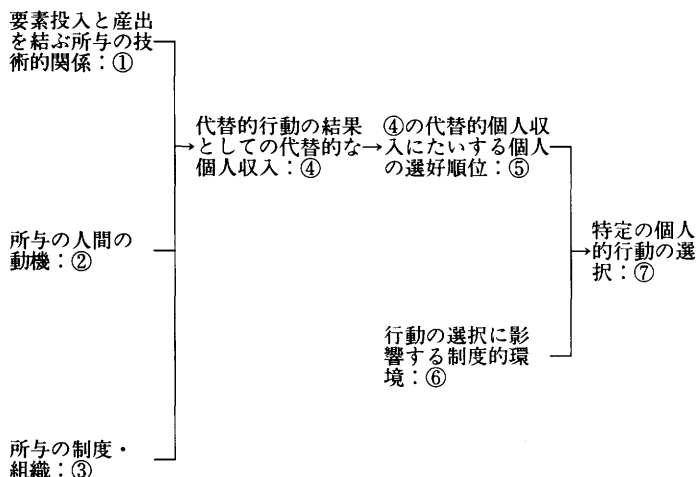 要素投入と産出
を結ぶ所与の技
術的関係：①
代替的行動の結果
としての代替的な
個人収入：④
④の代替的個人収
入にたいする個人
の選好順位：⑤
所与の人間の
動機：②
特定の個人
的行動の選
択：⑦
行動の選択に影
響する制度的環
境：⑥
所与の制度・
組織：③